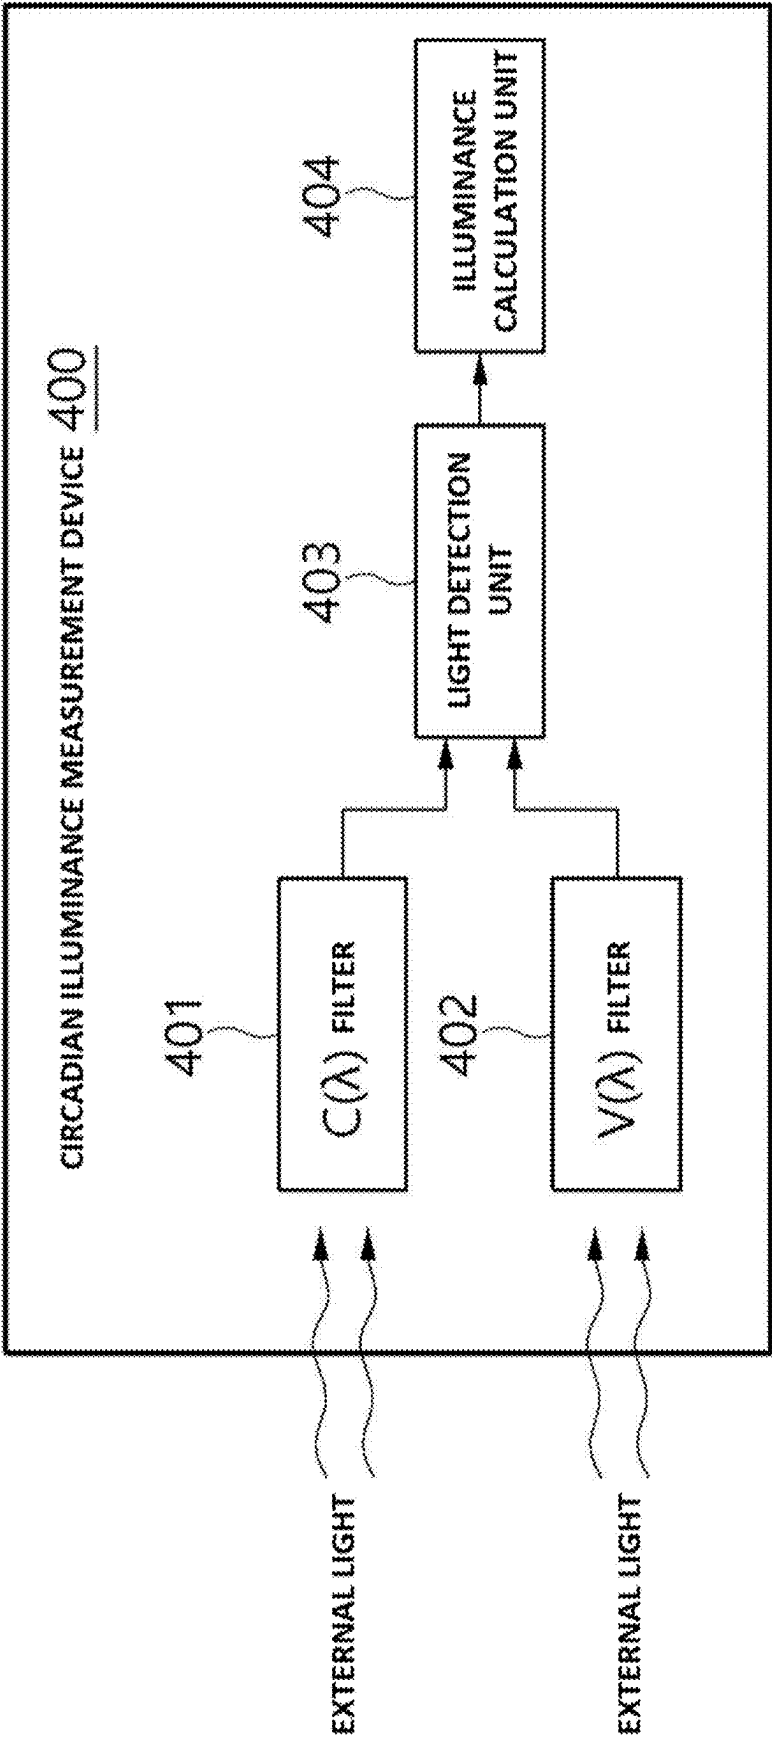 CIRCADIAN ILLUMINANCE MEASUREMENT DEVICE 400
401
C(λ) FILTER
402
V(λ) FILTER
403
LIGHT DETECTION
UNIT
404
ILLUMINANCE
CALCULATION UNIT
EXTERNAL LIGHT
EXTERNAL LIGHT